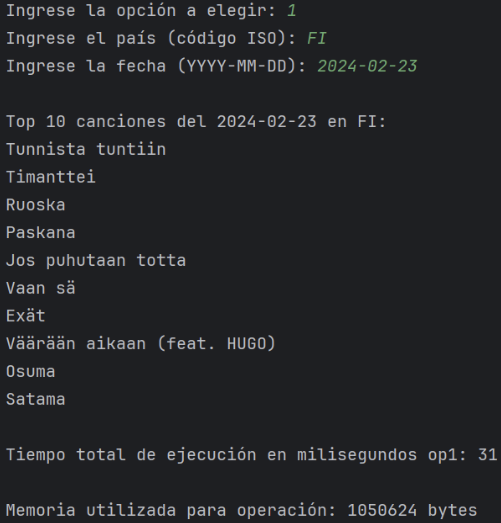 Ingrese la opción a elegir: 1
Ingrese el país (código ISO): FI
Ingrese la fecha (YYYY-MM-DD): 2024-02-23
Top 10 canciones del 2024-02-23 en FI:
Tunnista tuntiin
Timanttei
Ruoska
Paskana
Jos puhutaan totta
Vaan sä
Exät
Väärään aikaan (feat. HUGO)
Osuma
Satama
Tiempo total de ejecución en milisegundos op1: 31
Memoria utilizada para operación: 1050624 bytes